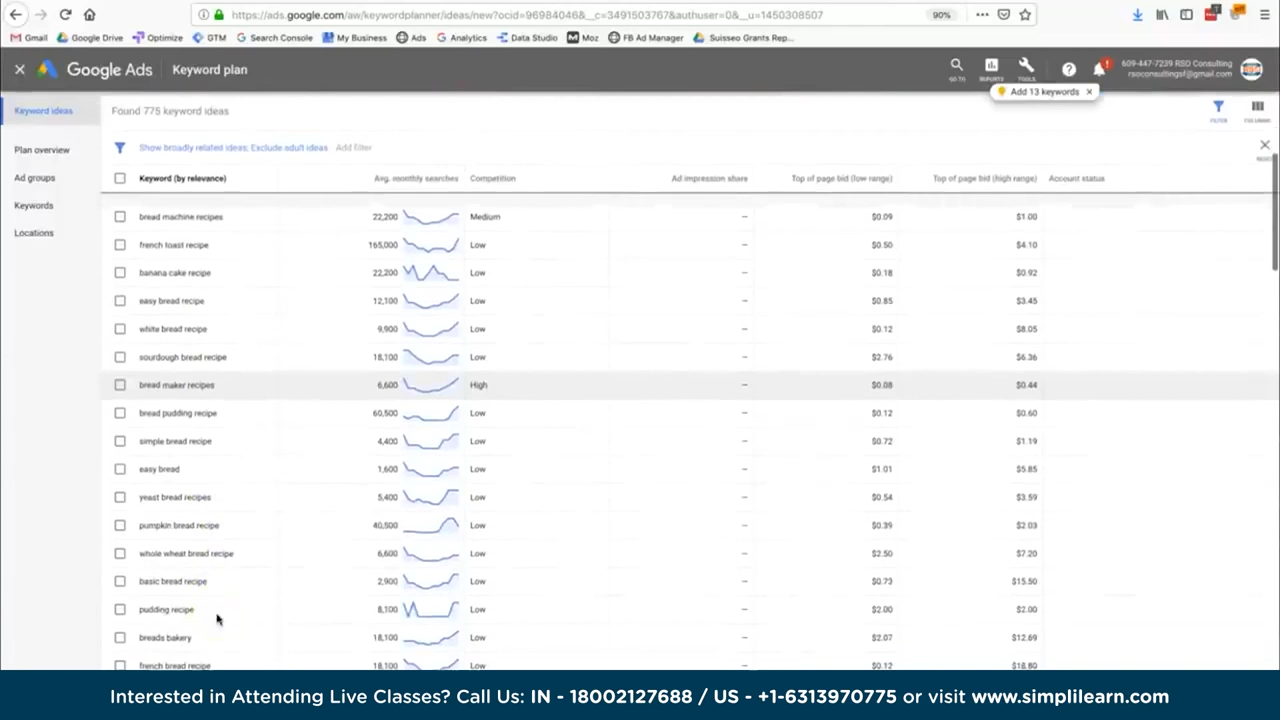 https://ads.google.com/aw/keywordplanner/ideas/new?ocid=96984046&__c=3491503767&authuser=0&__u=1450308507
90%
Gmail Google Drive Optimize GTM Search Console My Business Ads Analytics Data Studio Moz FB Ad Manager Suisseo Grants Rep...
Google Ads Keyword plan
GO TO REPORTS TOOLS
609-447-7239 RSO Consulting
rsoconsultingsf@gmail.com
Add 13 keywords
Keyword ideas
Plan overview
Ad groups
Keywords
Locations
Found 775 keyword ideas
FILTER COLUMNS
Show broadly related ideas; Exclude adult ideas Add filter
Keyword (by relevance) Avg. monthly searches Competition Ad impression share Top of page bid (low range) Top of page bid (high range) Account status
bread machine recipes 22,200 Medium – $0.09 $1.00
french toast recipe 165,000 Low – $0.50 $4.10
banana cake recipe 22,200 Low – $0.18 $0.92
easy bread recipe 12,100 Low – $0.85 $3.45
white bread recipe 9,900 Low – $0.12 $8.05
sourdough bread recipe 18,100 Low – $2.76 $6.36
bread maker recipes 6,600 High – $0.08 $0.44
bread pudding recipe 60,500 Low – $0.12 $0.60
simple bread recipe 4,400 Low – $0.72 $1.19
easy bread 1,600 Low – $1.01 $5.85
yeast bread recipes 5,400 Low – $0.54 $3.59
pumpkin bread recipe 40,500 Low – $0.39 $2.03
whole wheat bread recipe 6,600 Low – $2.50 $7.20
basic bread recipe 2,900 Low – $0.73 $15.50
pudding recipe 8,100 Low – $2.00 $2.00
breads bakery 18,100 Low – $2.07 $12.69
french bread recipe 18,100 Low – $0.12 $18.80
Interested in Attending Live Classes? Call Us: IN - 18002127688 / US - +1-6313970775 or visit www.simplilearn.com